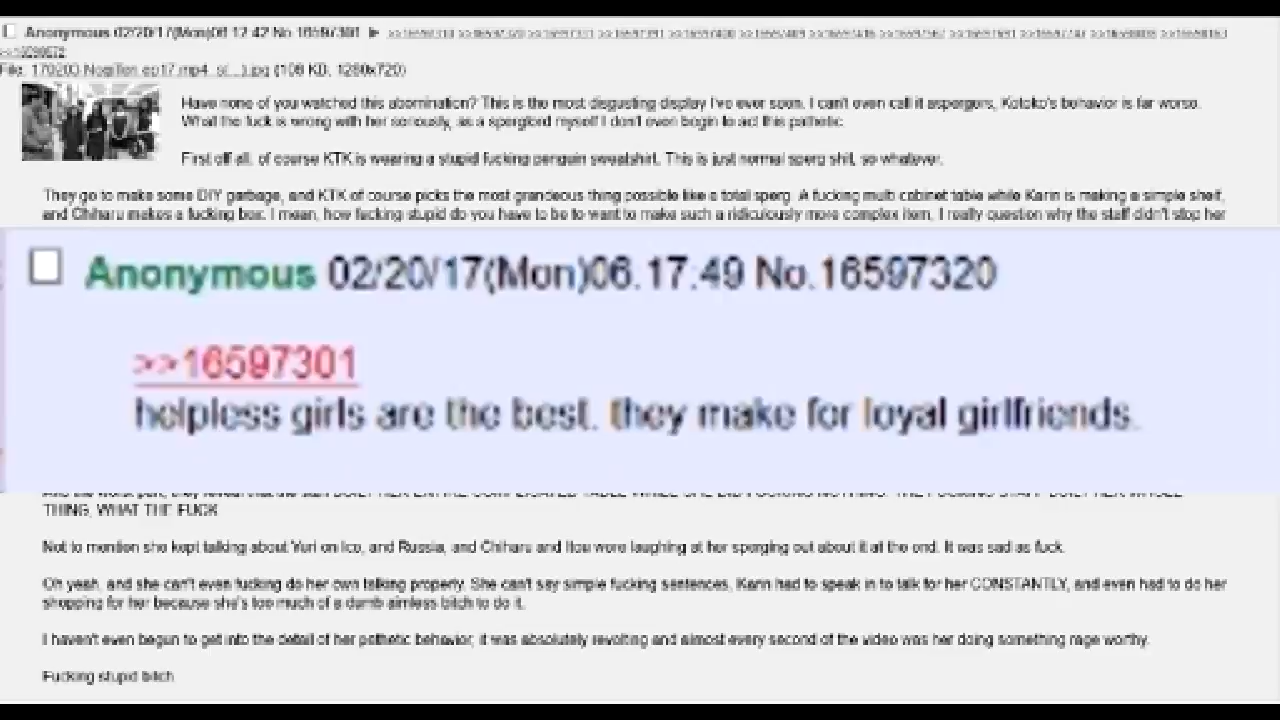 Anonymous 02/20/17(Mon)06:17:42 No.16597301 ▶
File: 170200 Nogillen ep17.mp4_s(...).jpg (108 KB, 1280x720)
Have none of you watched this abomination? This is the most disgusting display I've ever seen. I can't even call it aspergers, Kotoko's behavior is far worse.
What the fuck is wrong with her seriously, as a sperglord myself I don't even begin to act this pathetic.
First off all, of course KTK is wearing a stupid fucking penguin sweatshirt. This is just normal sperg shit, so whatever.
They go to make some DIY garbage, and KTK of course picks the most grandeous thing possible like a total sperg. A fucking multi cabinet table while Karin is making a simple shelf,
and Chiharu makes a fucking box. I mean, how fucking stupid do you have to be to want to make such a ridiculously more complex item, I really question why the staff didn't stop her
Anonymous 02/20/17(Mon)06.17:49 No.16597320
>>16597301
helpless girls are the best. they make for loyal girlfriends.
THING, WHAT THE FUCK
Not to mention she kept talking about Yuri on Ice, and Russia, and Chiharu and Itou were laughing at her sperging out about it at the end. It was sad as fuck.
Oh yeah, and she can't even fucking do her own talking properly. She can't say simple fucking sentences, Karin had to speak in to talk for her CONSTANTLY, and even had to do her
shopping for her because she's too much of a dumb aimless bitch to do it.
I haven't even begun to get into the detail of her pathetic behavior, it was absolutely revolting and almost every second of the video was her doing something rage worthy.
Fucking stupid bitch